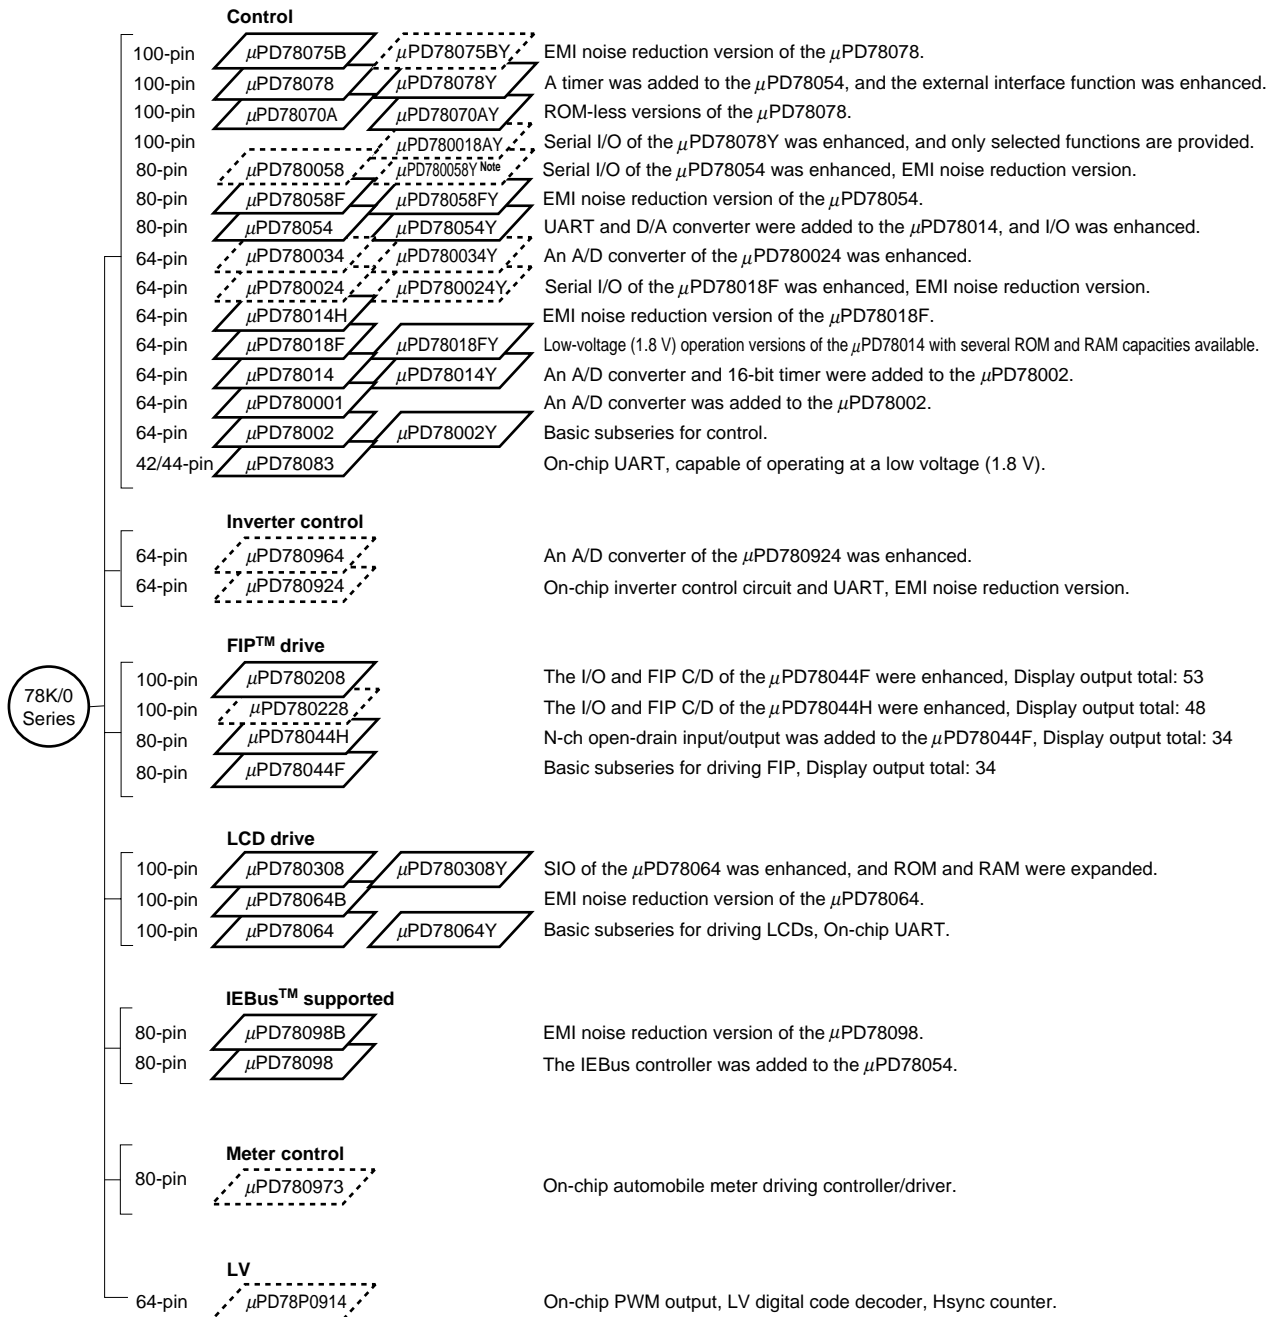 Control
100-pin μPD78075B μPD78075BY EMI noise reduction version of the μPD78078.
100-pin μPD78078 μPD78078Y A timer was added to the μPD78054, and the external interface function was enhanced.
100-pin μPD78070A μPD78070AY ROM-less versions of the μPD78078.
100-pin μPD780018AY Serial I/O of the μPD78078Y was enhanced, and only selected functions are provided.
80-pin μPD780058 μPD780058Y Note Serial I/O of the μPD78054 was enhanced, EMI noise reduction version.
80-pin μPD78058F μPD78058FY EMI noise reduction version of the μPD78054.
80-pin μPD78054 μPD78054Y UART and D/A converter were added to the μPD78014, and I/O was enhanced.
64-pin μPD780034 μPD780034Y An A/D converter of the μPD780024 was enhanced.
64-pin μPD780024 μPD780024Y Serial I/O of the μPD78018F was enhanced, EMI noise reduction version.
64-pin μPD78014H EMI noise reduction version of the μPD78018F.
64-pin μPD78018F μPD78018FY Low-voltage (1.8 V) operation versions of the μPD78014 with several ROM and RAM capacities available.
64-pin μPD78014 μPD78014Y An A/D converter and 16-bit timer were added to the μPD78002.
64-pin μPD780001 An A/D converter was added to the μPD78002.
64-pin μPD78002 μPD78002Y Basic subseries for control.
42/44-pin μPD78083 On-chip UART, capable of operating at a low voltage (1.8 V).
Inverter control
64-pin μPD780964 An A/D converter of the μPD780924 was enhanced.
64-pin μPD780924 On-chip inverter control circuit and UART, EMI noise reduction version.
FIP™ drive
78K/0
Series
100-pin μPD780208 The I/O and FIP C/D of the μPD78044F were enhanced, Display output total: 53
100-pin μPD780228 The I/O and FIP C/D of the μPD78044H were enhanced, Display output total: 48
80-pin μPD78044H N-ch open-drain input/output was added to the μPD78044F, Display output total: 34
80-pin μPD78044F Basic subseries for driving FIP, Display output total: 34
LCD drive
100-pin μPD780308 μPD780308Y SIO of the μPD78064 was enhanced, and ROM and RAM were expanded.
100-pin μPD78064B EMI noise reduction version of the μPD78064.
100-pin μPD78064 μPD78064Y Basic subseries for driving LCDs, On-chip UART.
IEBus™ supported
80-pin μPD78098B EMI noise reduction version of the μPD78098.
80-pin μPD78098 The IEBus controller was added to the μPD78054.
Meter control
80-pin μPD780973 On-chip automobile meter driving controller/driver.
LV
64-pin μPD78P0914 On-chip PWM output, LV digital code decoder, Hsync counter.